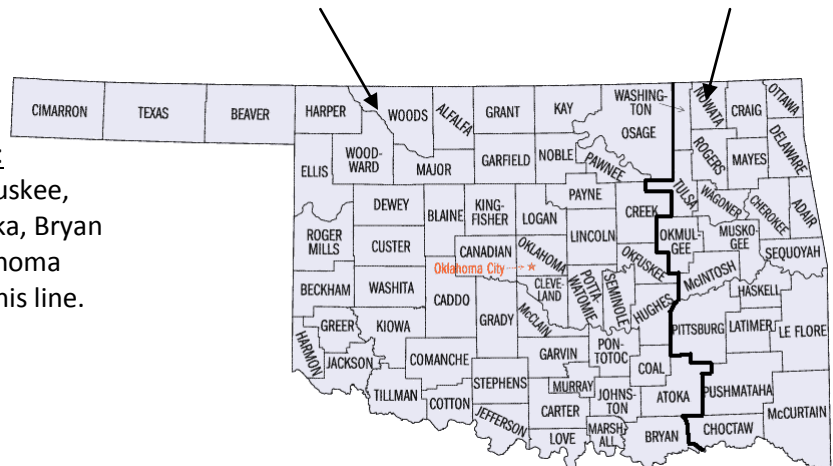 :
uskee,
ka, Bryan
homa
his line.
CIMARRON
TEXAS
BEAVER
HARPER
WOODS
ALFALFA
GRANT
KAY
WASHING-
TON
OSAGE
NOWATA
CRAIG
OTTAWA
ELLIS
WOOD-
WARD
MAJOR
GARFIELD
NOBLE
PAWNEE
ROGERS
MAYES
DELAWARE
DEWEY
BLAINE
KING-
FISHER
LOGAN
PAYNE
CREEK
TULSA
WAGONER
CHEROKEE
ADAIR
ROGER
MILLS
CUSTER
CANADIAN
OKLAHOMA
LINCOLN
OKMUL-
GEE
MUSKO-
GEE
SEQUOYAH
Oklahoma City
BECKHAM
WASHITA
CADDO
CLEVE-
LAND
POTTA-
WATOMIE
SEMINOLE
OKFUSKEE
McINTOSH
HASKELL
GREER
KIOWA
GRADY
McCLAIN
HUGHES
PITTSBURG
LATIMER
LE FLORE
HARMON
JACKSON
COMANCHE
GARVIN
PON-
TOTOC
COAL
TILLMAN
COTTON
STEPHENS
MURRAY
JOHNS-
TON
ATOKA
PUSHMATAHA
McCURTAIN
JEFFERSON
CARTER
LOVE
MARSH-
ALL
BRYAN
CHOCTAW